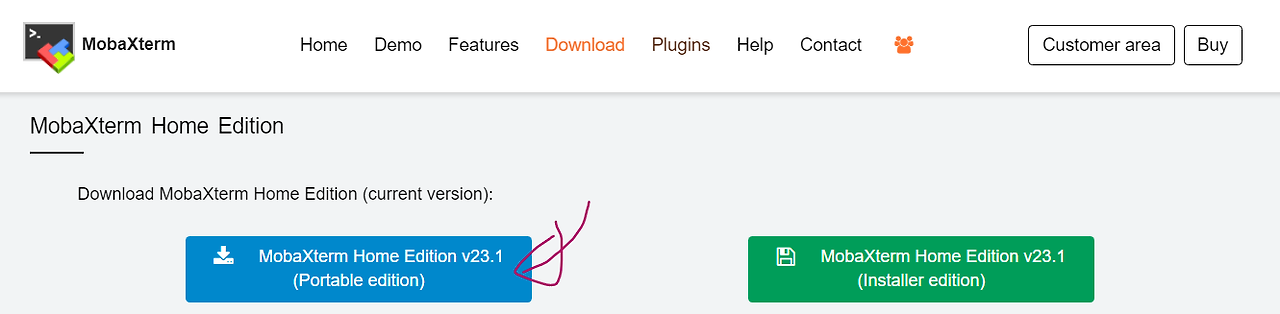 >_
MobaXterm Home Demo Features Download Plugins Help Contact Customer area Buy
MobaXterm Home Edition
Download MobaXterm Home Edition (current version):
MobaXterm Home Edition v23.1
(Portable edition)
MobaXterm Home Edition v23.1
(Installer edition)